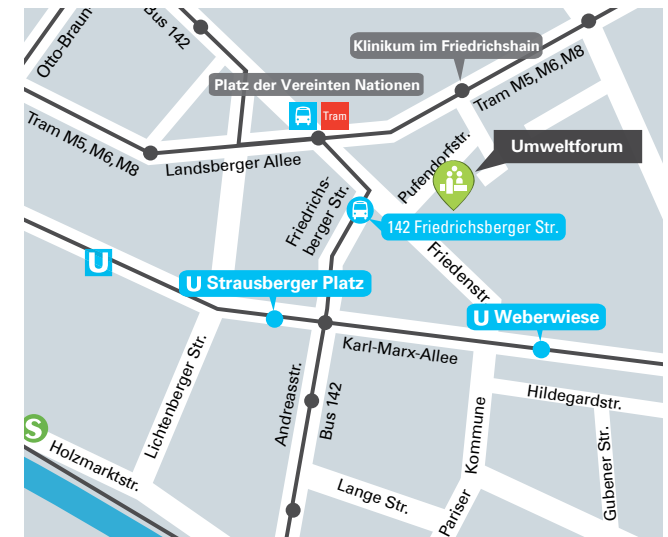 Otto-Braun-
Bus 142
Klinikum im Friedrichshain
Platz der Vereinten Nationen
Tram
Tram M5, M6, M8
Tram M5, M6, M8
Landsberger Allee
Pufendorfstr.
Umweltforum
Friedrichs-
berger Str.
142 Friedrichsberger Str.
Friedenstr
U
U Strausberger Platz
U Weberwiese
Karl-Marx-Allee
Lichtenberger Str.
Andreasstr.
Bus 142
Hildegardstr.
S
Holzmarktstr.
Kommune
Pariser
Gubener Str.
Lange Str.